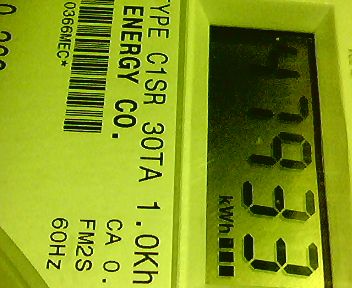 47933
kWh
TYPE C1SR 30TA 1.0Kh
ENERGY CO.
CA 0.
FM2S
0366MEC*
60Hz